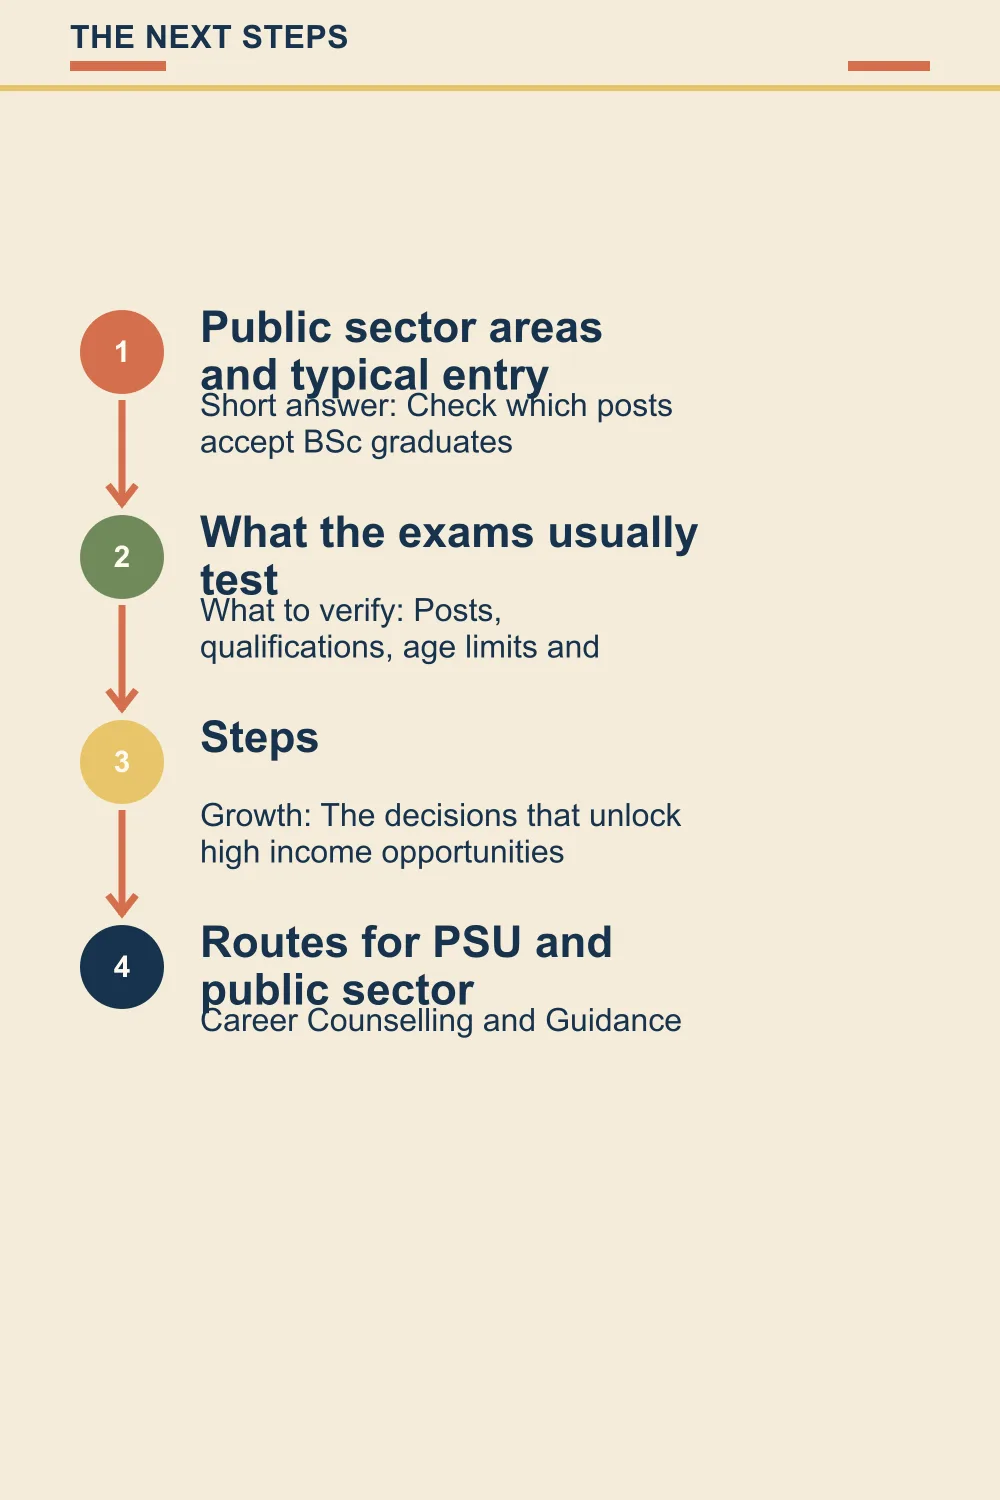 THE NEXT STEPS
1
Public sector areas
and typical entry
Short answer: Check which posts
accept BSc graduates
2
What the exams usually
test
What to verify: Posts,
qualifications, age limits and
3
Steps
Growth: The decisions that unlock
high income opportunities
4
Routes for PSU and
public sector
Career Counselling and Guidance